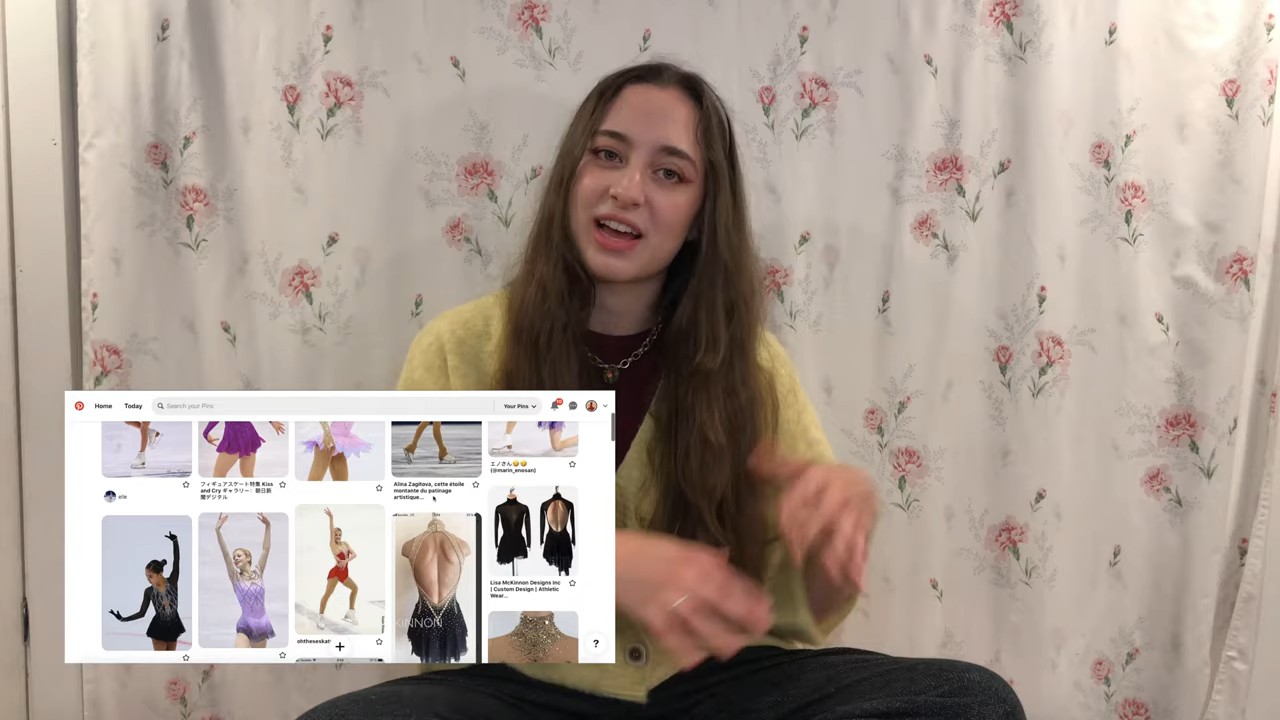 Home
Today
Search your Pins
Your Pins
elle
フィギュアスケート特集 Kiss
and Cry ギャラリー：朝日新
聞デジタル
Alina Zagitova, cette étoile
montante du patinage
artistique...
エノさん🤣🤣
(@marin_enosan)
Lisa McKinnon Designs Inc
| Custom Design | Athletic
Wear...
KINNON
ohtheseskat
+
?